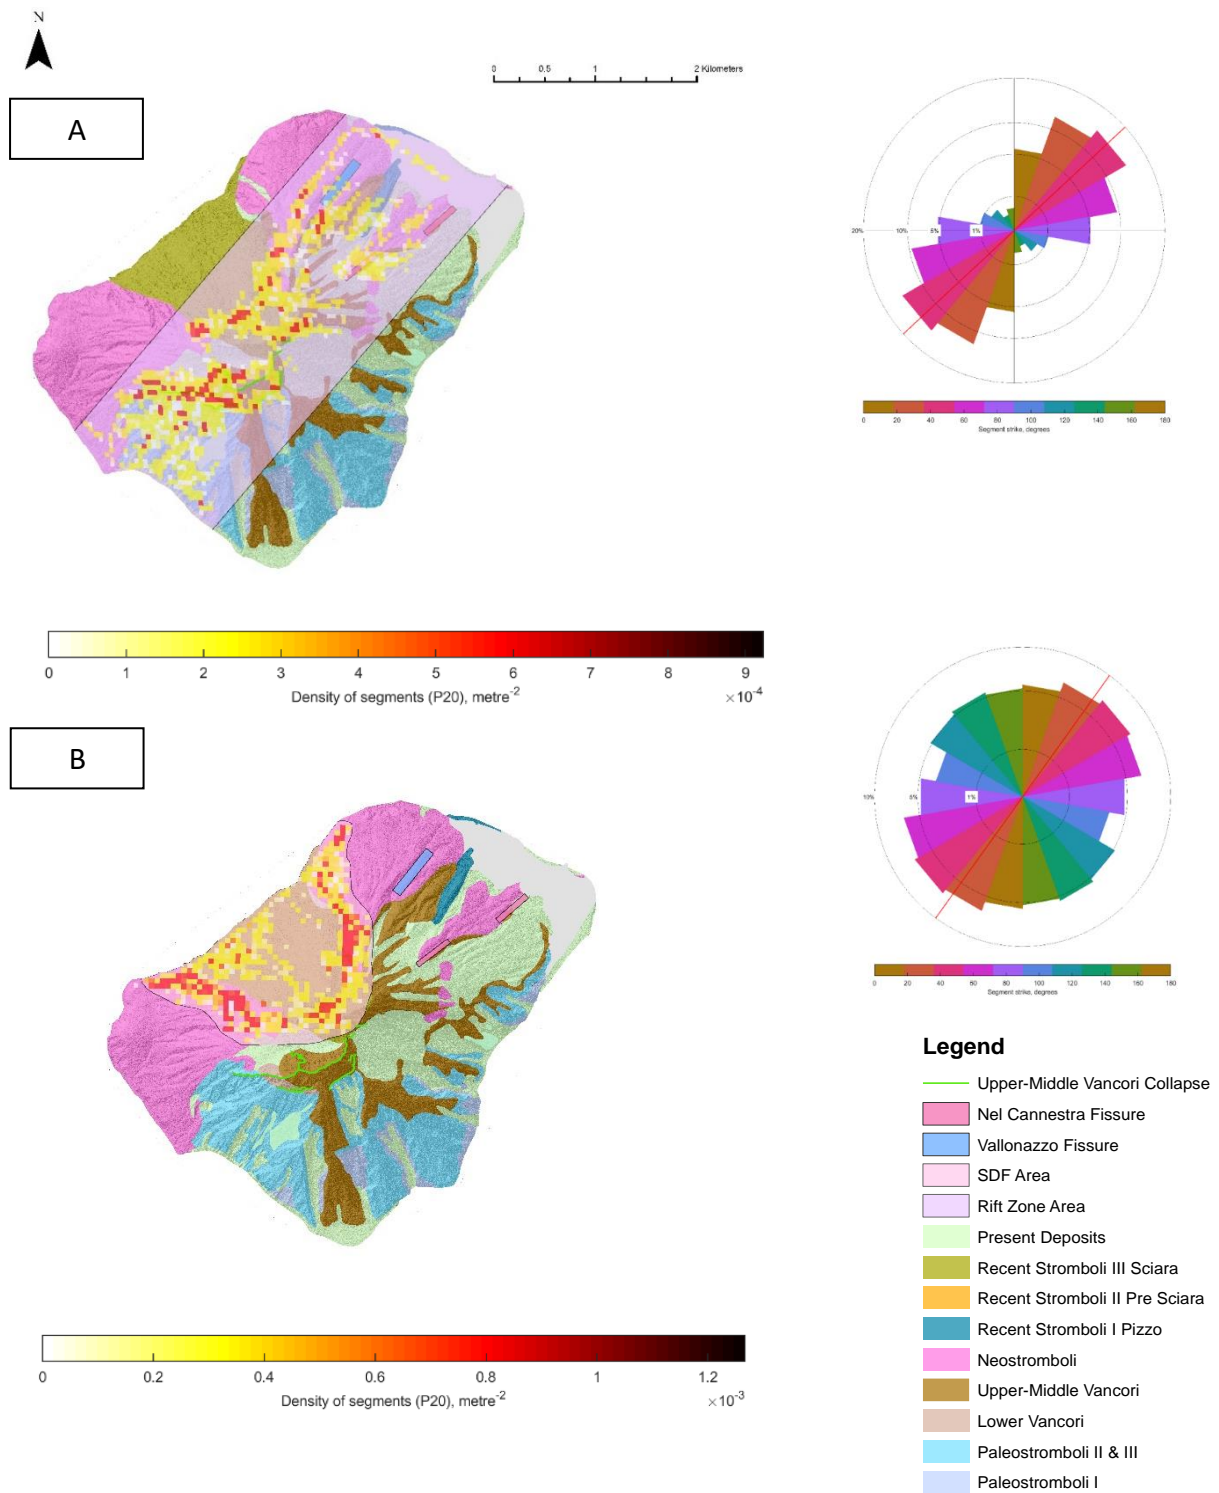 N
0 0.5 1 2 Kilometers
A
20% 10% 5% 1%
0 20 40 60 80 100 120 140 160 180
Segment strike, degrees
0 1 2 3 4 5 6 7 8 9
Density of segments (P20), metre⁻² ×10⁻⁴
B
10% 5% 1%
0 20 40 60 80 100 120 140 160 180
Segment strike, degrees
0 0.2 0.4 0.6 0.8 1 1.2
Density of segments (P20), metre⁻² ×10⁻³
Legend
Upper-Middle Vancori Collapse
Nel Cannestra Fissure
Vallonazzo Fissure
SDF Area
Rift Zone Area
Present Deposits
Recent Stromboli III Sciara
Recent Stromboli II Pre Sciara
Recent Stromboli I Pizzo
Neostromboli
Upper-Middle Vancori
Lower Vancori
Paleostromboli II & III
Paleostromboli I